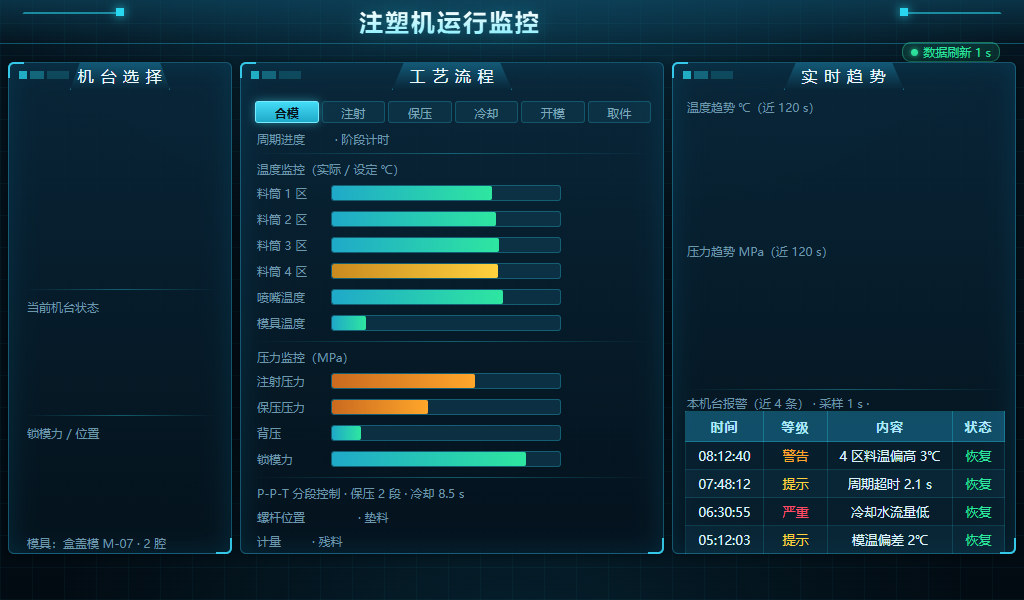 注塑机运行监控
数据刷新 1 s
机台选择
当前机台状态
锁模力 / 位置
模具：盒盖模 M-07 · 2 腔
工艺流程
合模 注射 保压 冷却 开模 取件
周期进度 · 阶段计时
温度监控（实际 / 设定 ℃）
料筒 1 区
料筒 2 区
料筒 3 区
料筒 4 区
喷嘴温度
模具温度
压力监控（MPa）
注射压力
保压压力
背压
锁模力
P-P-T 分段控制 · 保压 2 段 · 冷却 8.5 s
螺杆位置 · 垫料
计量 · 残料
实时趋势
温度趋势 ℃（近 120 s）
压力趋势 MPa（近 120 s）
本机台报警（近 4 条） · 采样 1 s ·
时间 等级 内容 状态
08:12:40 警告 4 区料温偏高 3℃ 恢复
07:48:12 提示 周期超时 2.1 s 恢复
06:30:55 严重 冷却水流量低 恢复
05:12:03 提示 模温偏差 2℃ 恢复